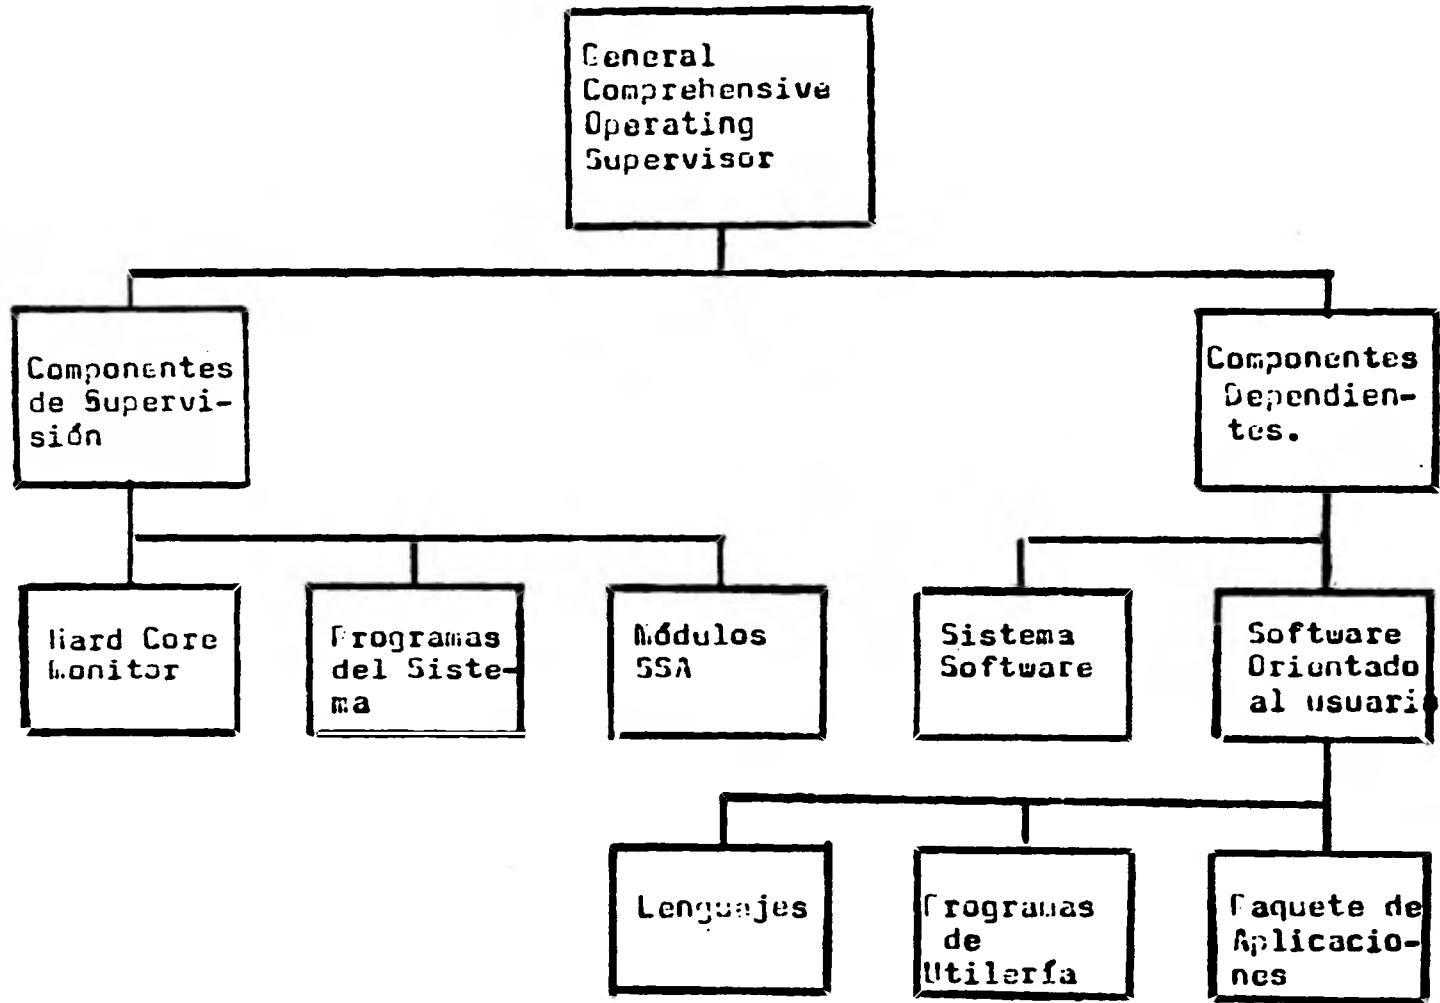 General
Comprehensive
Operating
Supervisor
Componentes
de Supervi-
sión
Componentes
Dependien-
tes.
Hard Core
Monitor
Programas
del Siste-
ma
Módulos
SSA
Sistema
Software
Software
Orientado
al usuario
Lenguajes
Programas
de
Utilería
Paquete de
Aplicacio-
nes